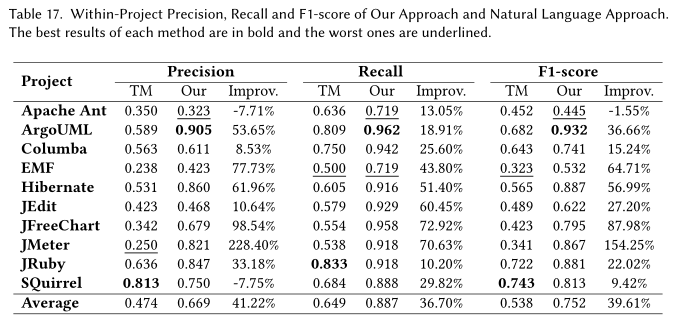 Table 17. Within-Project Precision, Recall and F1-score of Our Approach and Natural Language Approach.
The best results of each method are in bold and the worst ones are underlined.
Project Precision Recall F1-score
TM Our Improv. TM Our Improv. TM Our Improv.
Apache Ant 0.350 0.323 -7.71% 0.636 0.719 13.05% 0.452 0.445 -1.55%
ArgoUML 0.589 0.905 53.65% 0.809 0.962 18.91% 0.682 0.932 36.66%
Columba 0.563 0.611 8.53% 0.750 0.942 25.60% 0.643 0.741 15.24%
EMF 0.238 0.423 77.73% 0.500 0.719 43.80% 0.323 0.532 64.71%
Hibernate 0.531 0.860 61.96% 0.605 0.916 51.40% 0.565 0.887 56.99%
JEdit 0.423 0.468 10.64% 0.579 0.929 60.45% 0.489 0.622 27.20%
JFreeChart 0.342 0.679 98.54% 0.554 0.958 72.92% 0.423 0.795 87.98%
JMeter 0.250 0.821 228.40% 0.538 0.918 70.63% 0.341 0.867 154.25%
JRuby 0.636 0.847 33.18% 0.833 0.918 10.20% 0.722 0.881 22.02%
SQuirrel 0.813 0.750 -7.75% 0.684 0.888 29.82% 0.743 0.813 9.42%
Average 0.474 0.669 41.22% 0.649 0.887 36.70% 0.538 0.752 39.61%